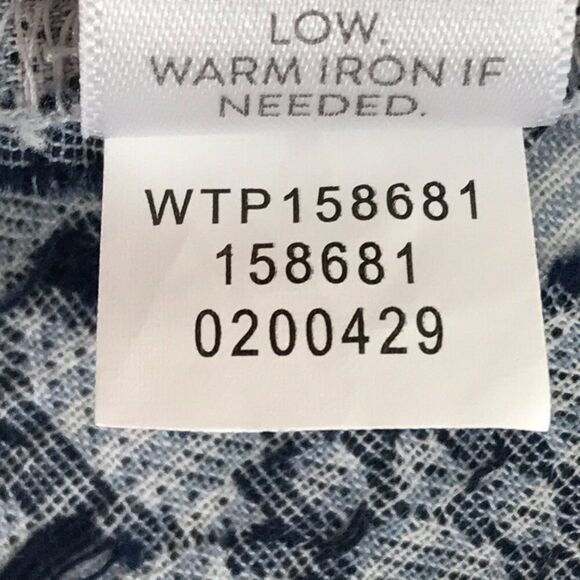 LOW.
WARM IRON IF
NEEDED.
WTP158681
158681
0200429